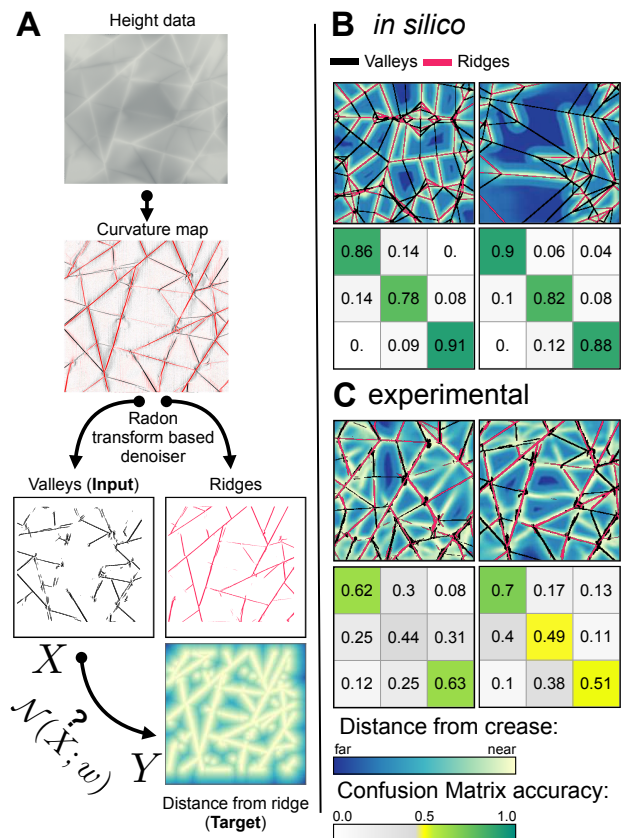 A
Height data
Curvature map
Radon
transform based
denoiser
Valleys (Input)
Ridges
X
?
N(X; w)
Y
Distance from ridge
(Target)
B in silico
Valleys Ridges
0.86 0.14 0.
0.14 0.78 0.08
0. 0.09 0.91
0.9 0.06 0.04
0.1 0.82 0.08
0. 0.12 0.88
C experimental
0.62 0.3 0.08
0.25 0.44 0.31
0.12 0.25 0.63
0.7 0.17 0.13
0.4 0.49 0.11
0.1 0.38 0.51
Distance from crease:
far near
Confusion Matrix accuracy:
0.0 0.5 1.0